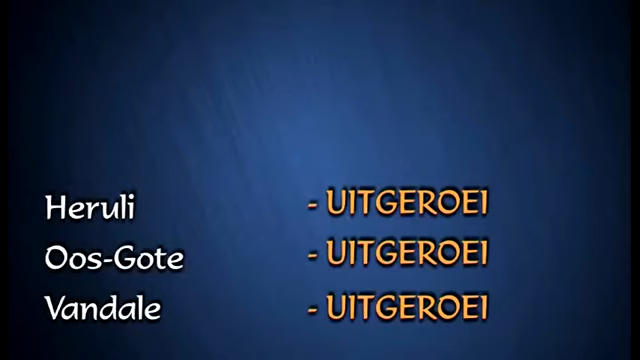 Heruli - UITGEROEI
Oos-Gote - UITGEROEI
Vandale - UITGEROEI